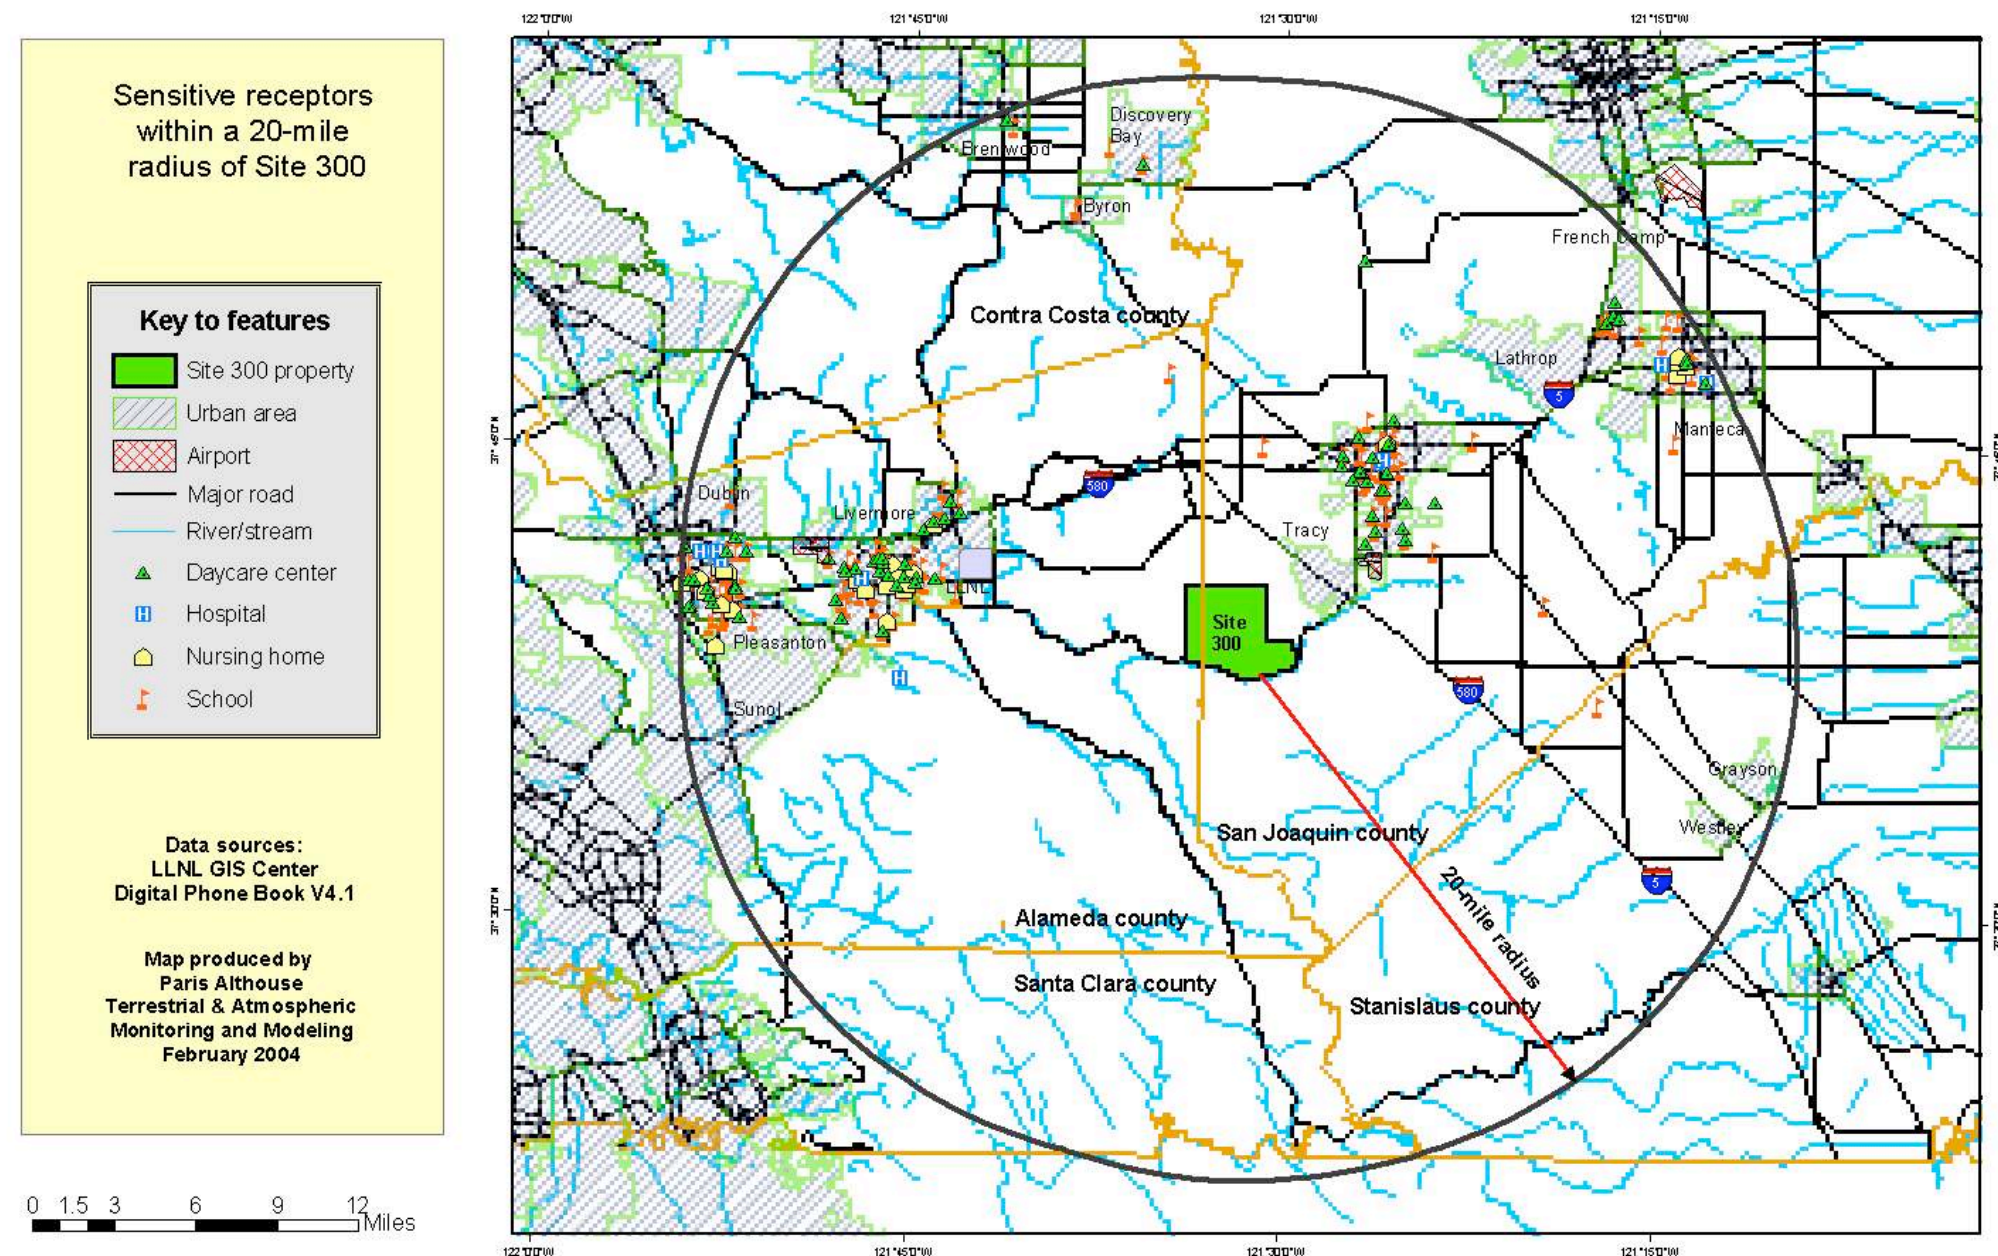 Sensitive receptors
within a 20-mile
radius of Site 300
Key to features
Site 300 property
Urban area
Airport
Major road
River/stream
Daycare center
H Hospital
Nursing home
School
Data sources:
LLNL GIS Center
Digital Phone Book V4.1
Map produced by
Paris Althouse
Terrestrial & Atmospheric
Monitoring and Modeling
February 2004
0 1.5 3 6 9 12
Miles
122°0'0"W 121°45'0"W 121°30'0"W 121°15'0"W
Discovery
Bay
Brentwood
Byron
French Camp
Contra Costa county
Lathrop
5
Manteca
37°45'0"N
580
Dublin
Livermore
Tracy
LLNL
Site
300
Pleasanton
580
Sunol
Grayson
San Joaquin county
Westley
5
20-mile radius
37°30'0"N
Alameda county
Santa Clara county
Stanislaus county
122°0'0"W 121°45'0"W 121°30'0"W 121°15'0"W